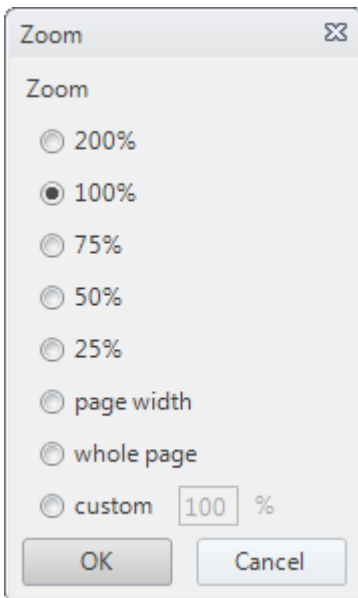 Zoom
Zoom
200%
100%
75%
50%
25%
page width
whole page
custom 100 %
OK Cancel